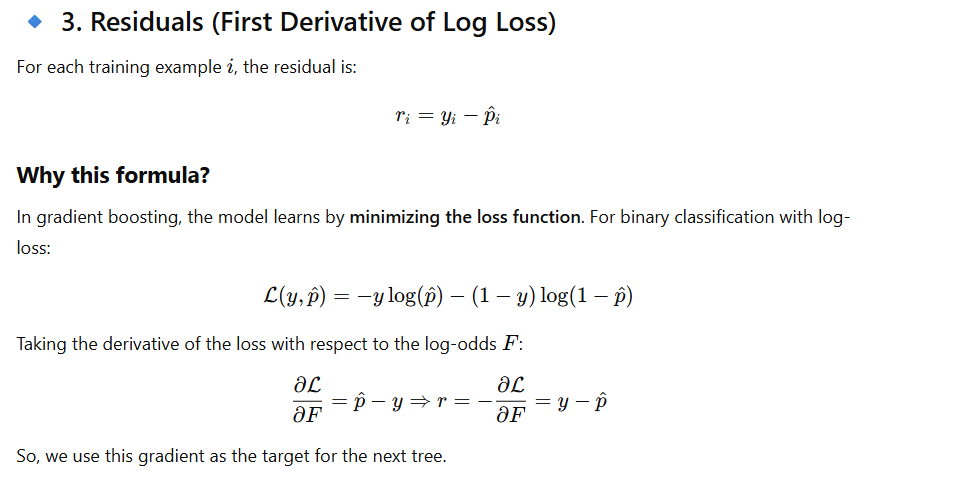 🔹 3. Residuals (First Derivative of Log Loss)
For each training example i, the residual is:
rᵢ = yᵢ − p̂ᵢ
Why this formula?
In gradient boosting, the model learns by minimizing the loss function. For binary classification with log-
loss:
ℒ(y, p̂) = −y log(p̂) − (1 − y) log(1 − p̂)
Taking the derivative of the loss with respect to the log-odds F:
∂ℒ/∂F = p̂ − y ⇒ r = −∂ℒ/∂F = y − p̂
So, we use this gradient as the target for the next tree.